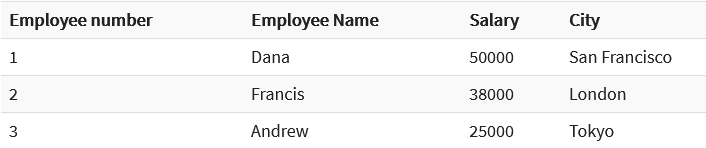 Employee number Employee Name Salary City
1 Dana 50000 San Francisco
2 Francis 38000 London
3 Andrew 25000 Tokyo